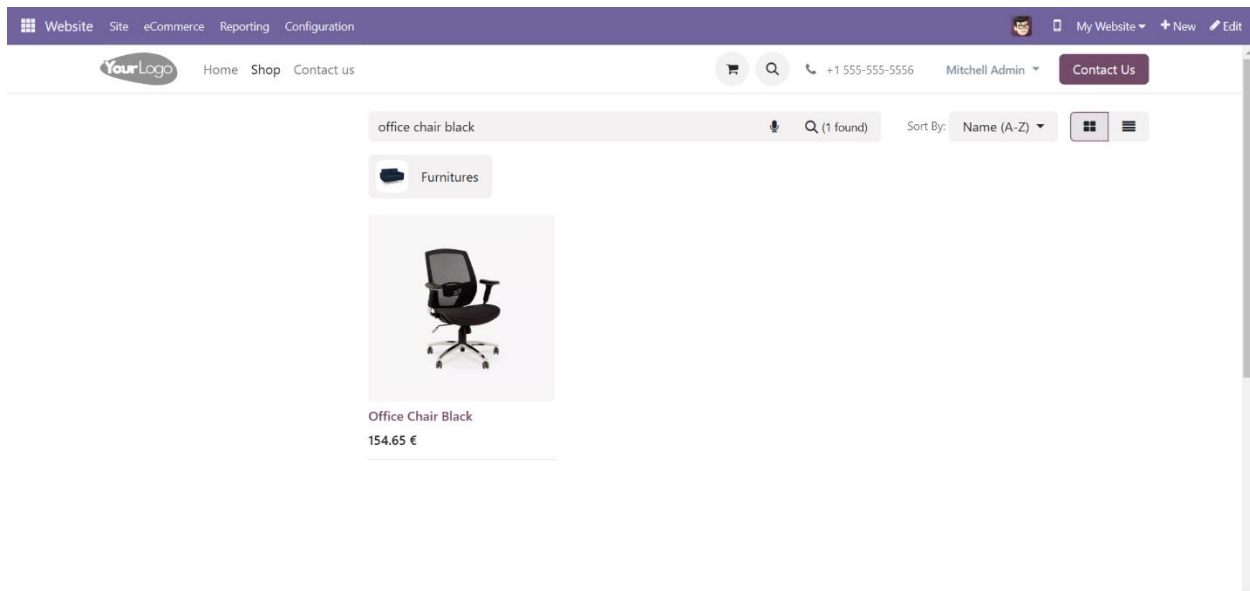 Website Site eCommerce Reporting Configuration My Website New Edit
YourLogo Home Shop Contact us +1 555-555-5556 Mitchell Admin Contact Us
office chair black (1 found) Sort By: Name (A-Z)
Furnitures
Office Chair Black
154.65 €